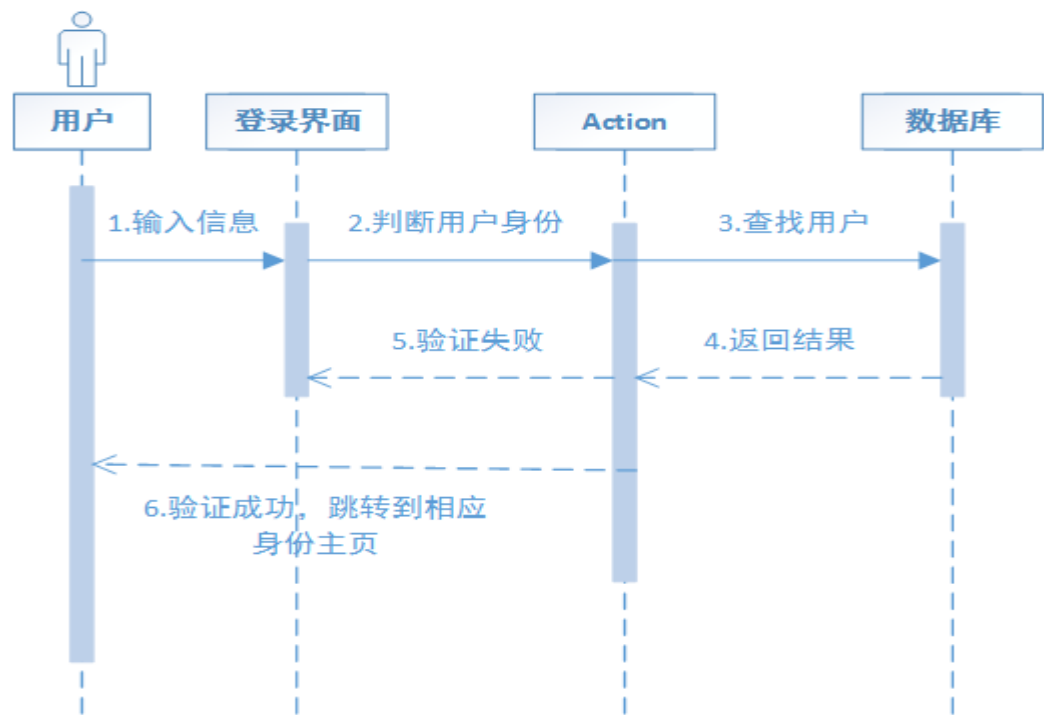 用户
登录界面
Action
数据库
1.输入信息
2.判断用户身份
3.查找用户
5.验证失败
4.返回结果
6.验证成功，跳转到相应
身份主页